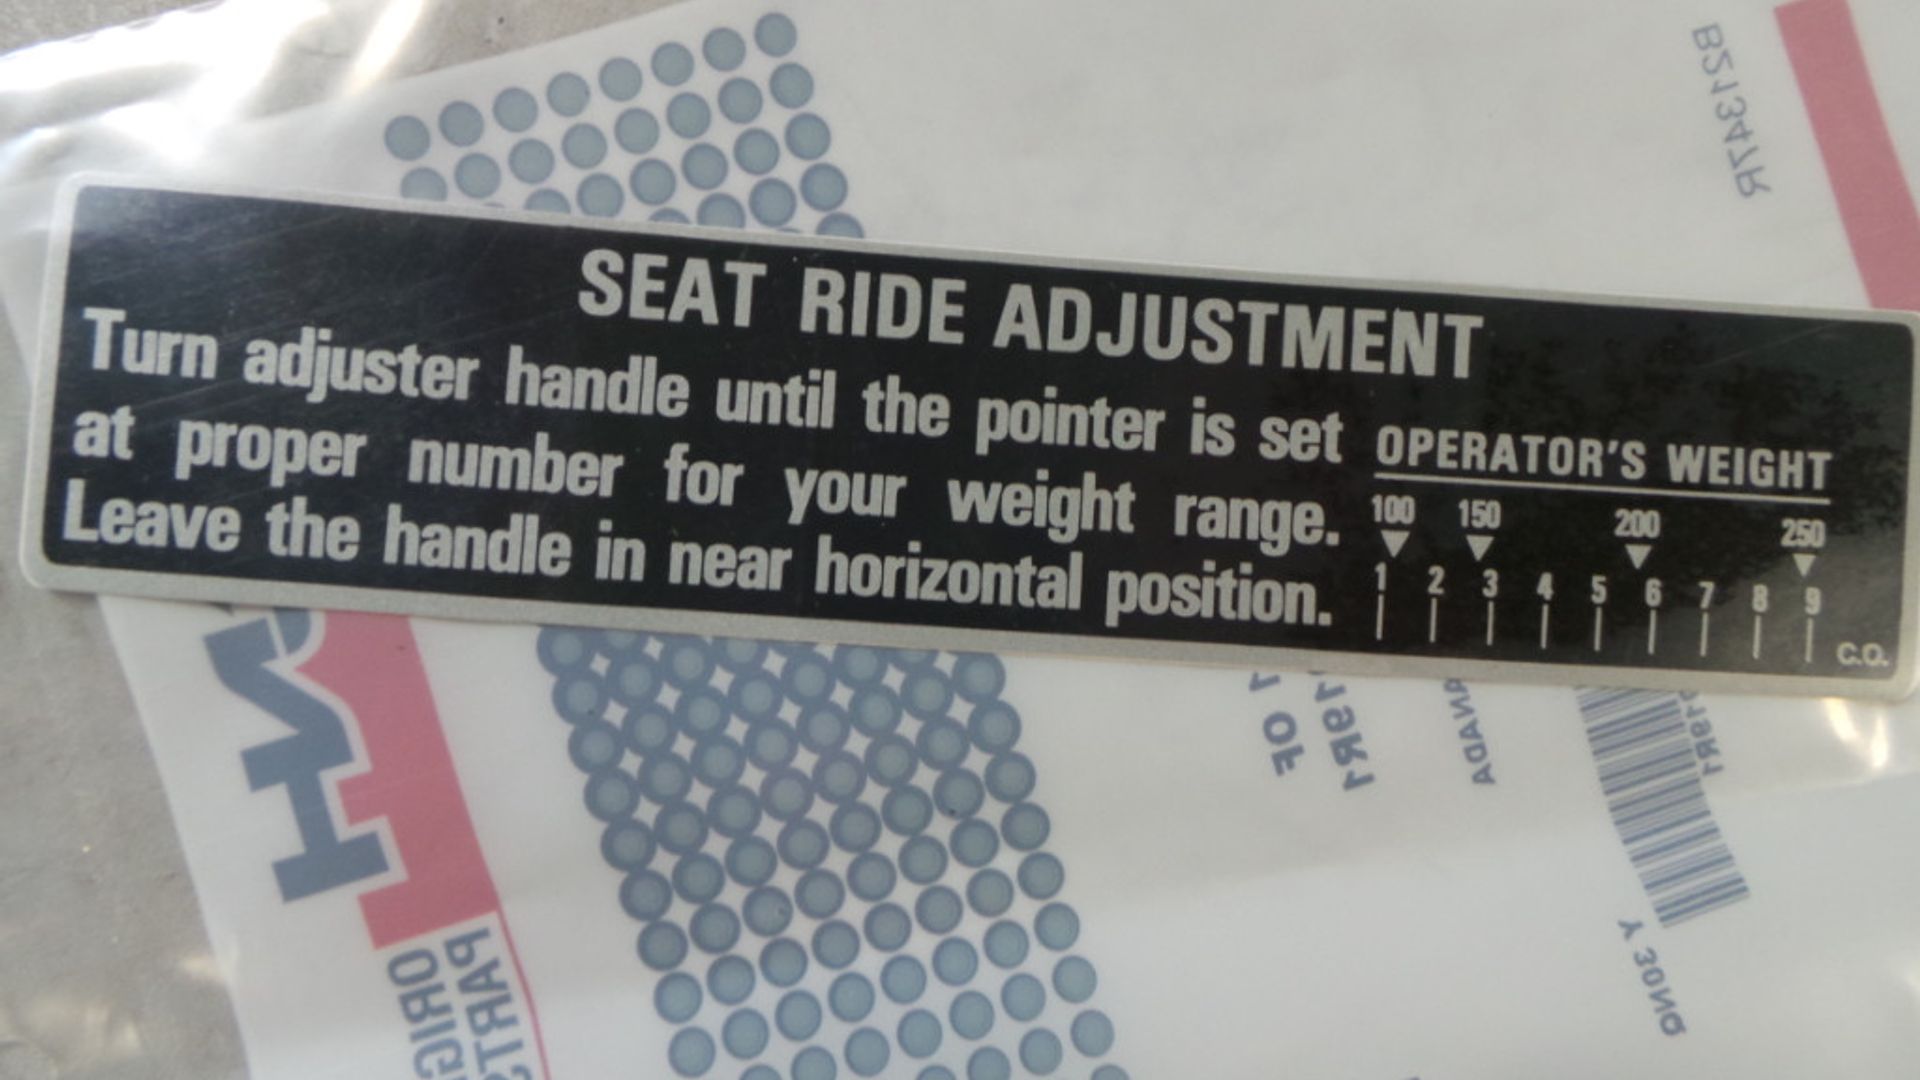 SEAT RIDE ADJUSTMENT
Turn adjuster handle until the pointer is set
at proper number for your weight range.
Leave the handle in near horizontal position.
OPERATOR'S WEIGHT
100 150 200 250
1 2 3 4 5 6 7 8 9
C.O.
R743128